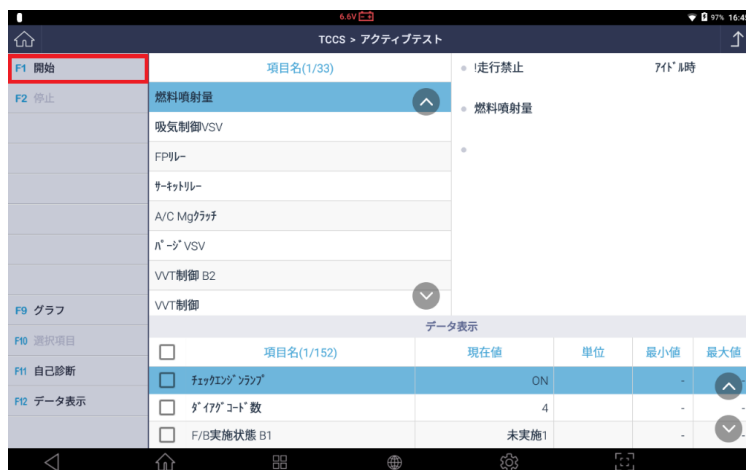 6.6V
97% 16:4
TCCS > アクティブテスト
F1 開始
F2 停止
F9 グラフ
F10 選択項目
F11 自己診断
F12 データ表示
項目名(1/33)
燃料噴射量
吸気制御VSV
FPﾘﾚｰ
ｻｰｷｯﾄﾘﾚｰ
A/C Mgｸﾗｯﾁ
ﾊﾟｰｼﾞVSV
VVT制御 B2
VVT制御
!走行禁止 ｱｲﾄﾞﾙ時
燃料噴射量
データ表示
項目名(1/152) 現在値 単位 最小値 最大値
ﾁｪｯｸｴﾝｼﾞﾝﾗﾝﾌﾟ ON - -
ﾀﾞｲｱｸﾞｺｰﾄﾞ数 4 - -
F/B実施状態 B1 未実施1 - -